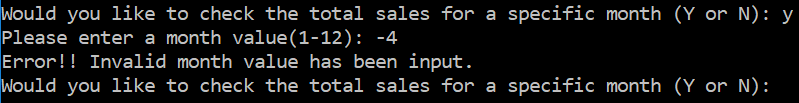 Would you like to check the total sales for a specific month (Y or N): y
Please enter a month value(1-12): -4
Error!! Invalid month value has been input.
Would you like to check the total sales for a specific month (Y or N):